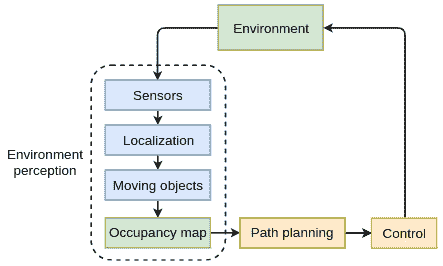 Environment
Sensors
Localization
Environment
perception
Moving objects
Occupancy map
Path planning
Control